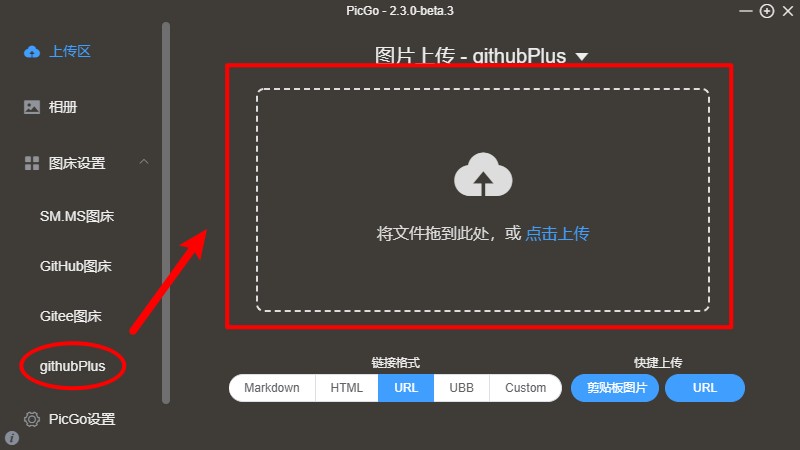 PicGo - 2.3.0-beta.3
上传区
相册
图床设置
SM.MS图床
GitHub图床
Gitee图床
githubPlus
PicGo设置
图片上传 - githubPlus
将文件拖到此处，或 点击上传
链接格式
Markdown HTML URL UBB Custom
快捷上传
剪贴板图片 URL